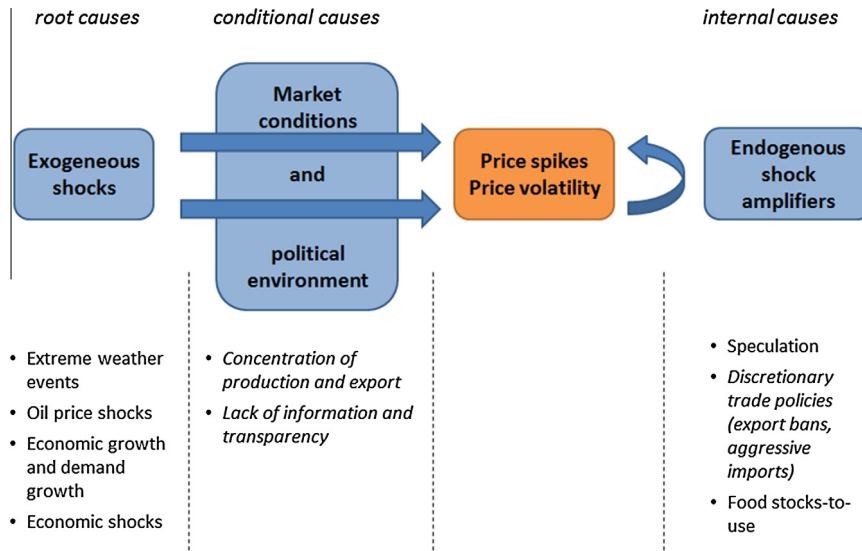 root causes
conditional causes
internal causes
Exogeneous
shocks
Market
conditions
and
political
environment
Price spikes
Price volatility
Endogenous
shock
amplifiers
• Extreme weather
events
• Oil price shocks
• Economic growth
and demand
growth
• Economic shocks
• Concentration of
production and export
• Lack of information and
transparency
• Speculation
• Discretionary
trade policies
(export bans,
aggressive
imports)
• Food stocks-to-
use